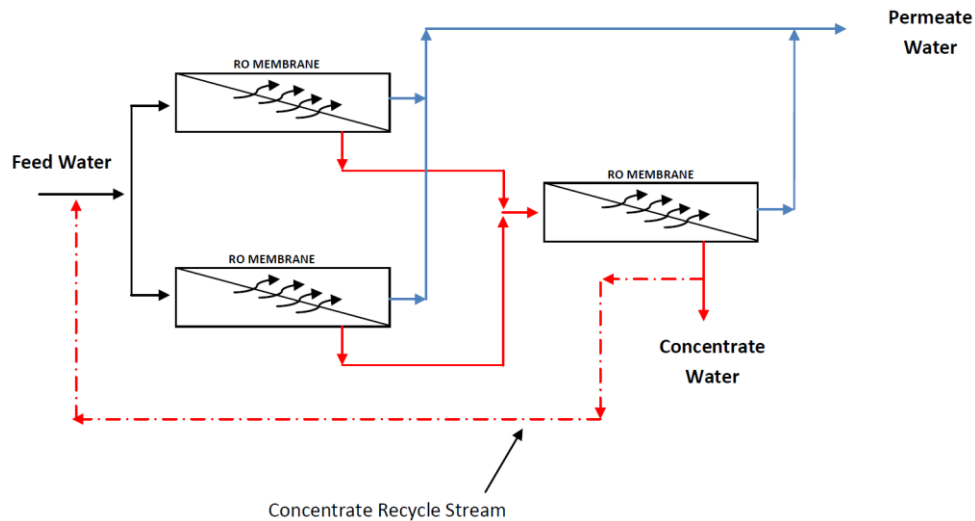 Permeate
Water
RO MEMBRANE
Feed Water
RO MEMBRANE
RO MEMBRANE
Concentrate
Water
Concentrate Recycle Stream